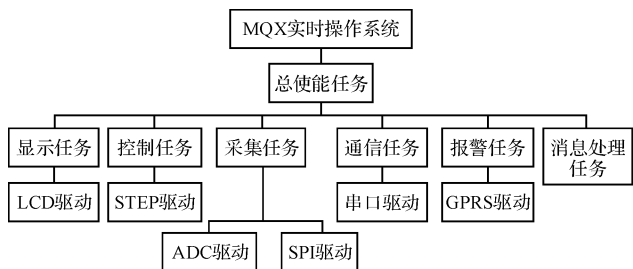 MQX实时操作系统
总使能任务
显示任务
控制任务
采集任务
通信任务
报警任务
消息处理
任务
LCD驱动
STEP驱动
串口驱动
GPRS驱动
ADC驱动
SPI驱动